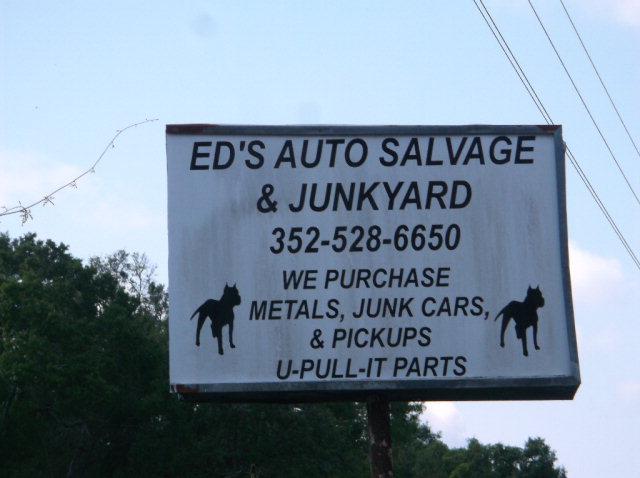 ED'S AUTO SALVAGE
& JUNKYARD
352-528-6650
WE PURCHASE
METALS, JUNK CARS,
& PICKUPS
U-PULL-IT PARTS